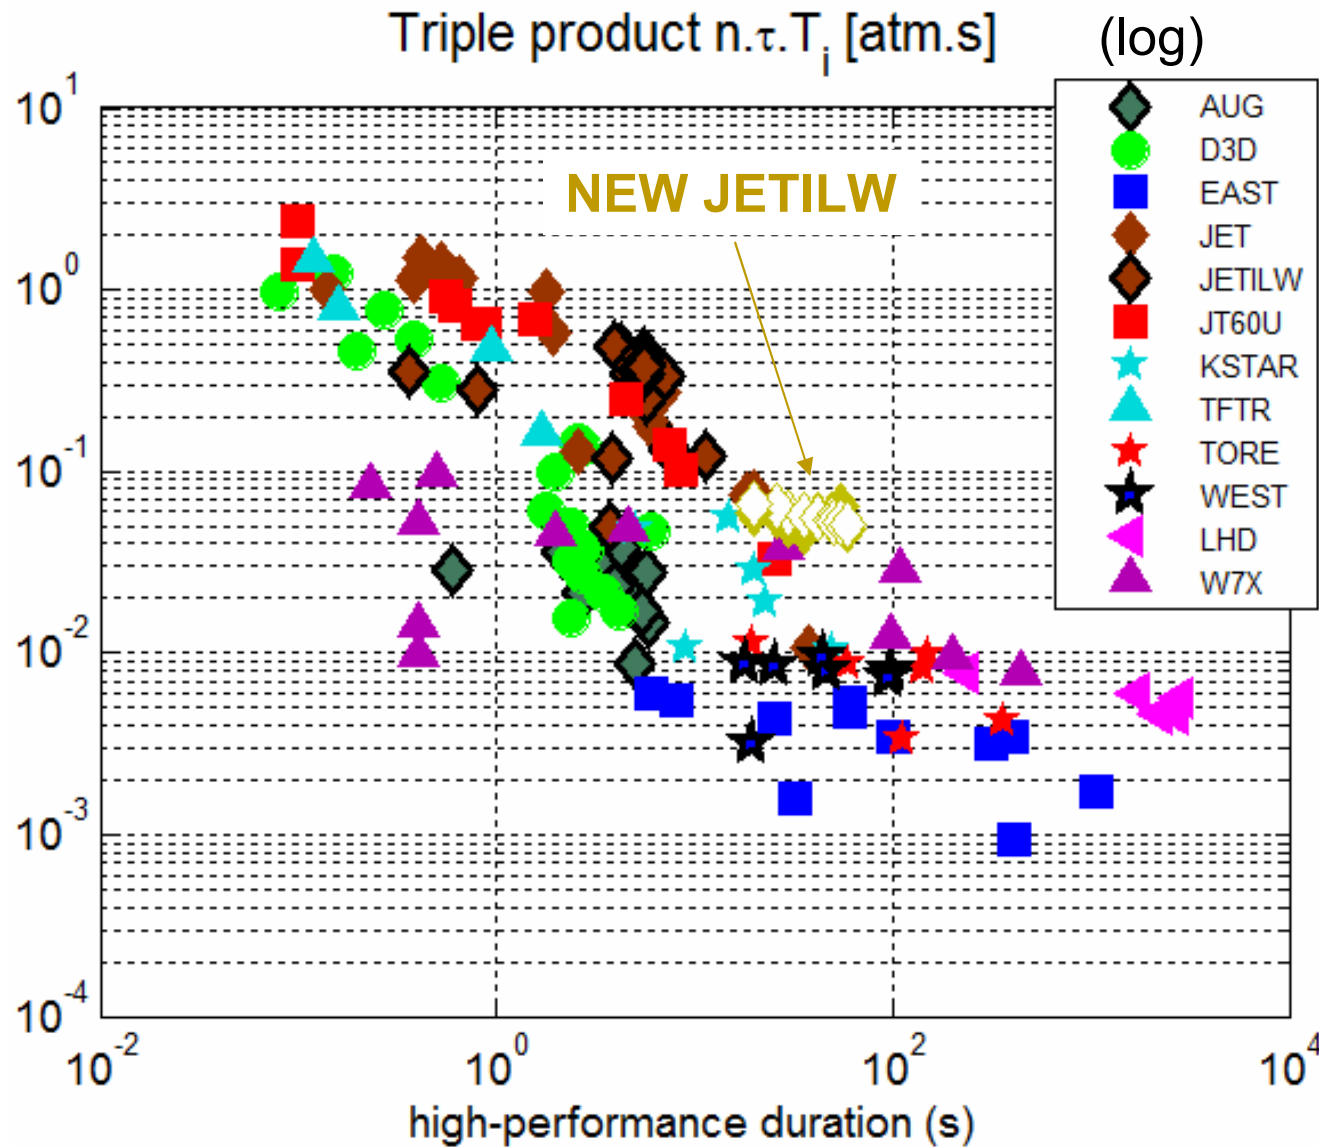 Triple product n.τ.T_i [atm.s] (log)
10^1
10^0
10^-1
10^-2
10^-3
10^-4
NEW JETILW
AUG
D3D
EAST
JET
JETILW
JT60U
KSTAR
TFTR
TORE
WEST
LHD
W7X
10^-2 10^0 10^2 10^4
high-performance duration (s)